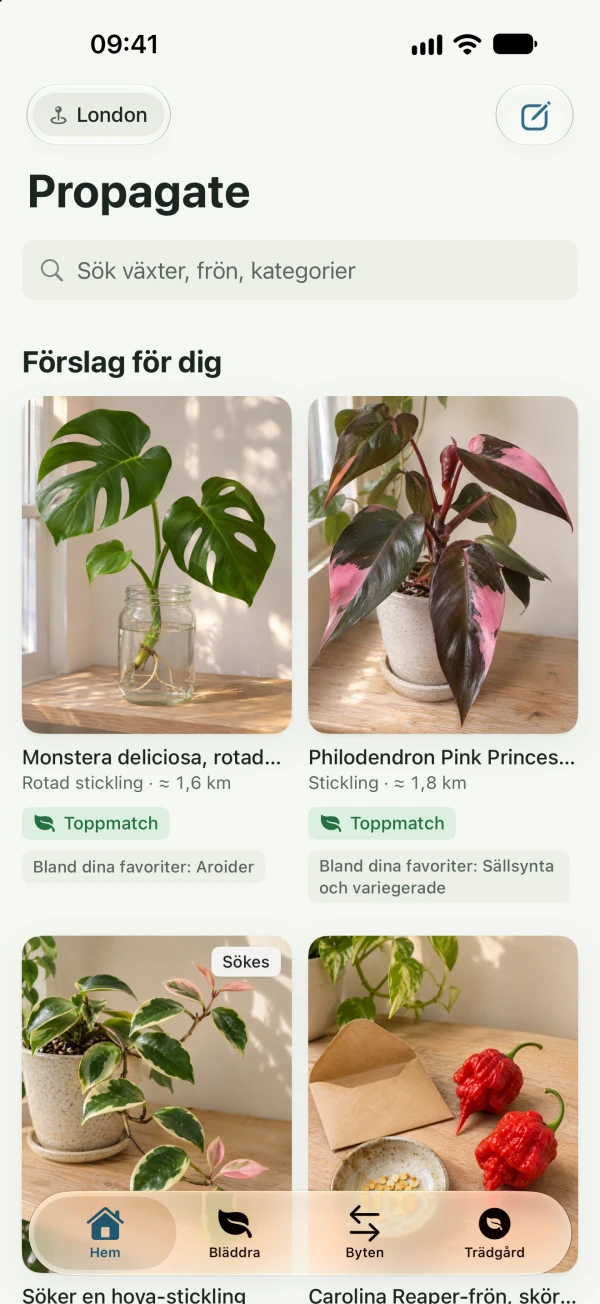 09:41
London
Propagate
Sök växter, frön, kategorier
Förslag för dig
Monstera deliciosa, rotad...
Rotad stickling · ≈ 1,6 km
Toppmatch
Bland dina favoriter: Aroider
Philodendron Pink Princes...
Stickling · ≈ 1,8 km
Toppmatch
Bland dina favoriter: Sällsynta
och variegerade
Sökes
Söker en hoya-stickling
Carolina Reaper-frön, skör...
Hem
Bläddra
Byten
Trädgård